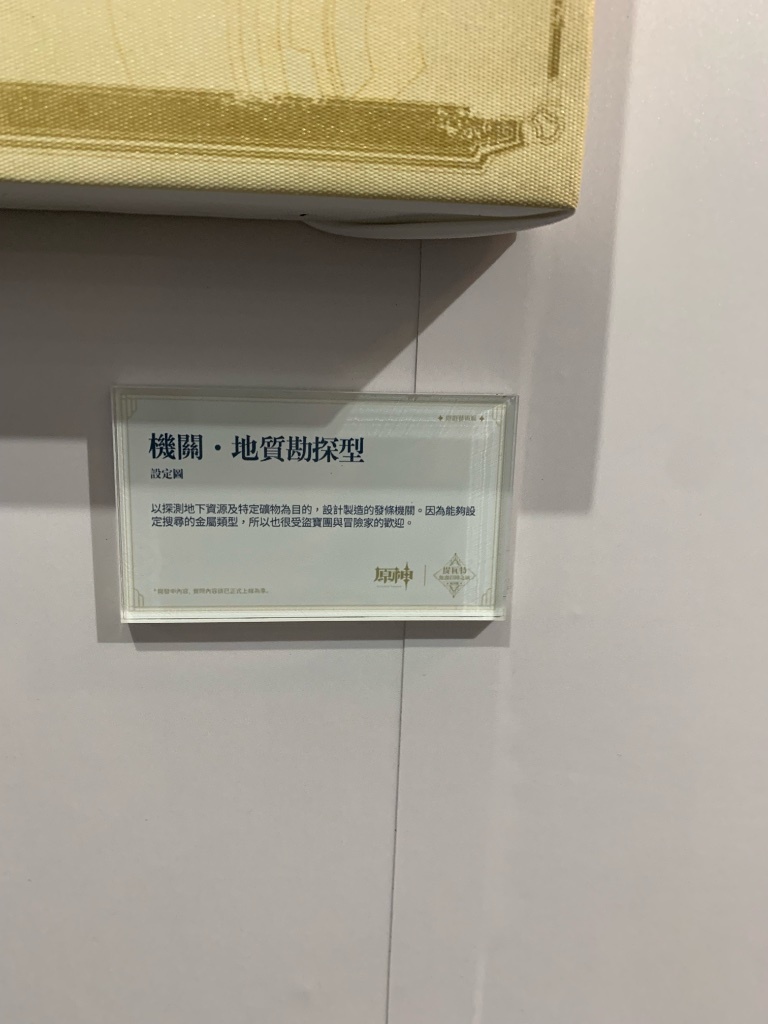 機關・地質勘探型
設定圖
以探測地下資源及特定礦物為目的，設計製造的發條機關。因為能夠設
定搜尋的金屬類型，所以也很受盜寶團與冒險家的歡迎。
原神